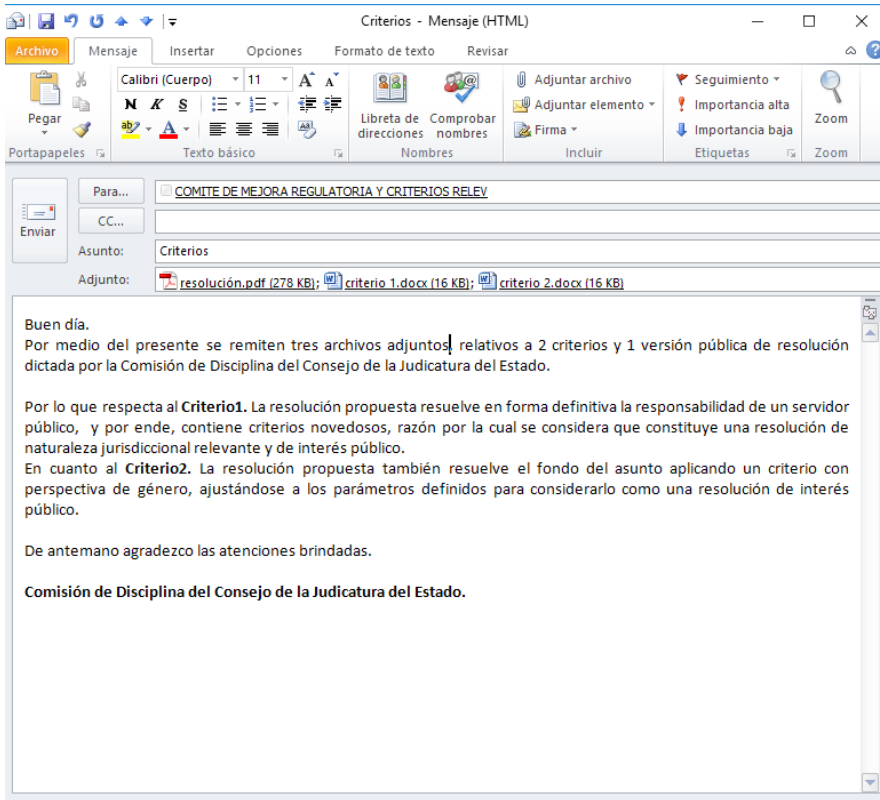 Criterios - Mensaje (HTML)
Archivo Mensaje Insertar Opciones Formato de texto Revisar
Pegar
Portapapeles
Calibri (Cuerpo) 11
N K S
Texto básico
Libreta de direcciones
Comprobar nombres
Nombres
Adjuntar archivo
Adjuntar elemento
Firma
Incluir
Seguimiento
Importancia alta
Importancia baja
Etiquetas
Zoom
Zoom
Enviar
Para... COMITE DE MEJORA REGULATORIA Y CRITERIOS RELEV
CC...
Asunto: Criterios
Adjunto: resolución.pdf (278 KB); criterio 1.docx (16 KB); criterio 2.docx (16 KB)
Buen día.
Por medio del presente se remiten tres archivos adjuntos, relativos a 2 criterios y 1 versión pública de resolución
dictada por la Comisión de Disciplina del Consejo de la Judicatura del Estado.
Por lo que respecta al Criterio1. La resolución propuesta resuelve en forma definitiva la responsabilidad de un servidor
público, y por ende, contiene criterios novedosos, razón por la cual se considera que constituye una resolución de
naturaleza jurisdiccional relevante y de interés público.
En cuanto al Criterio2. La resolución propuesta también resuelve el fondo del asunto aplicando un criterio con
perspectiva de género, ajustándose a los parámetros definidos para considerarlo como una resolución de interés
público.
De antemano agradezco las atenciones brindadas.
Comisión de Disciplina del Consejo de la Judicatura del Estado.